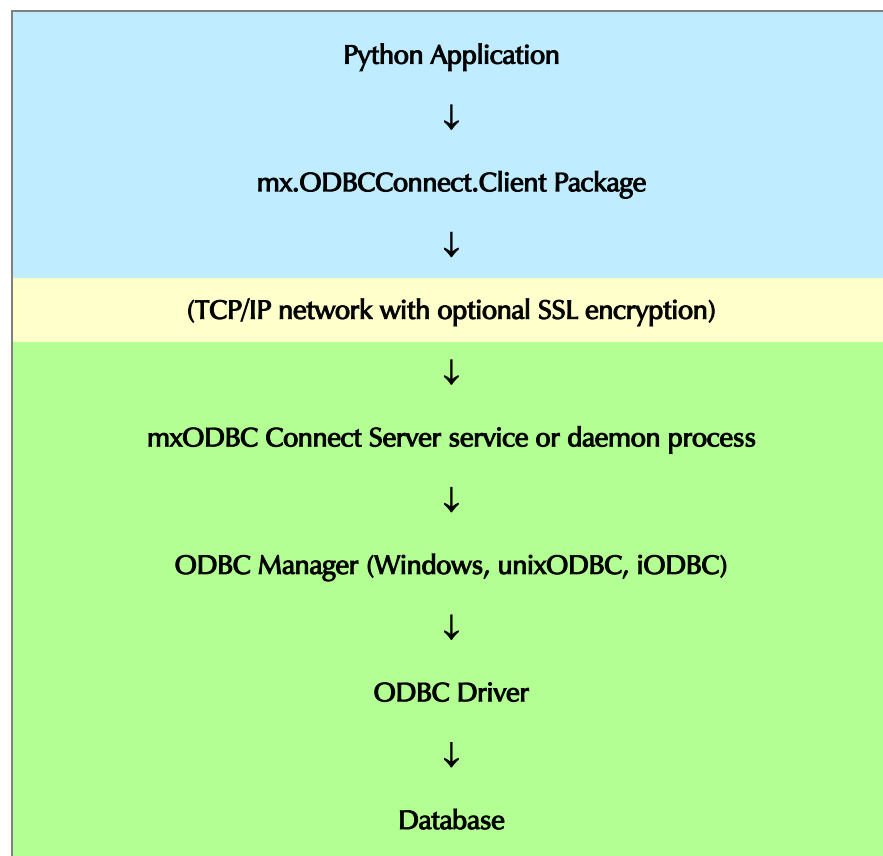 Python Application
↓
mx.ODBCConnect.Client Package
↓
(TCP/IP network with optional SSL encryption)
↓
mxODBC Connect Server service or daemon process
↓
ODBC Manager (Windows, unixODBC, iODBC)
↓
ODBC Driver
↓
Database